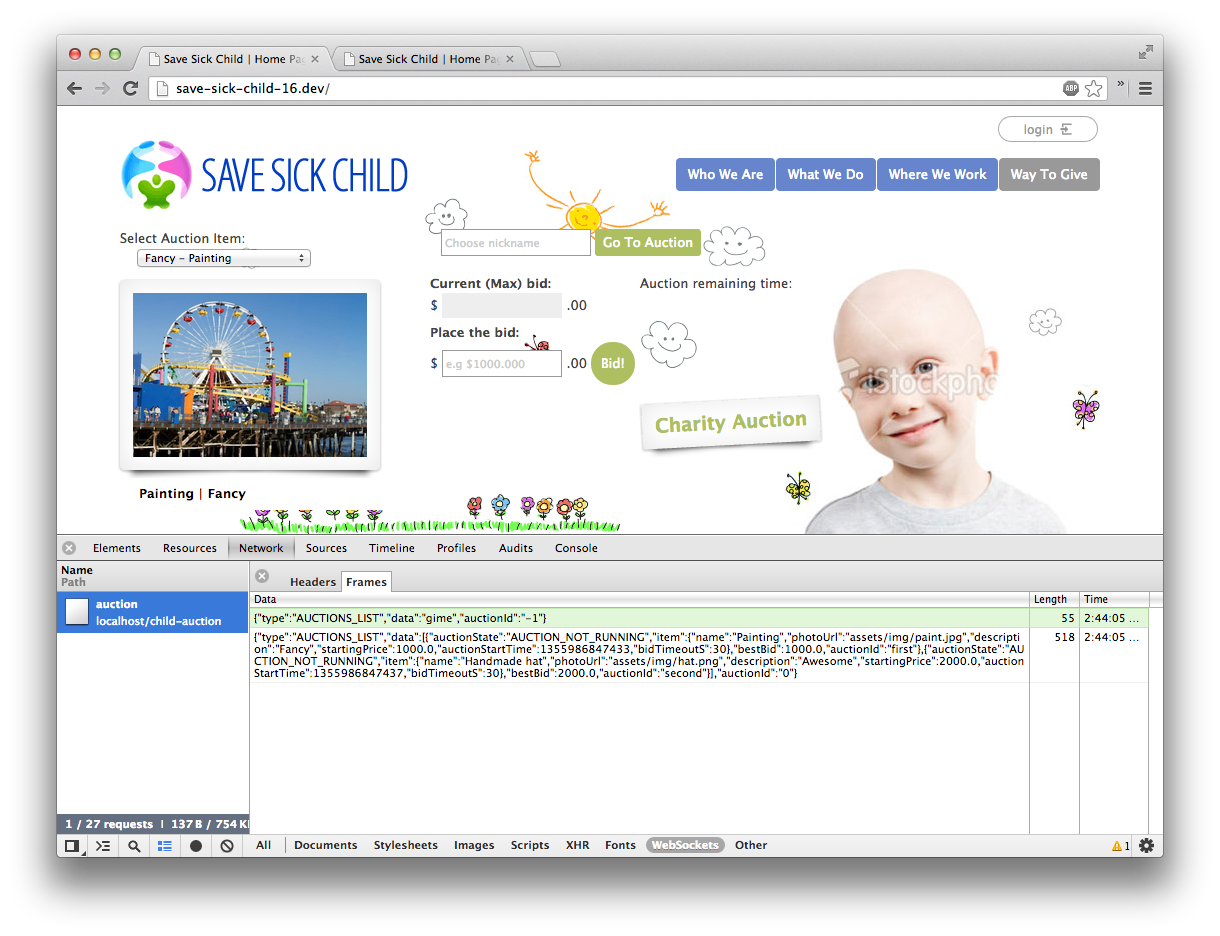 Save Sick Child | Home Pa
Save Sick Child | Home Pa
save-sick-child-16.dev/
ABP
»
login
SAVE SICK CHILD
Who We Are
What We Do
Where We Work
Way To Give
Select Auction Item:
Fancy – Painting
Choose nickname
Go To Auction
Current (Max) bid:
$ .00
Auction remaining time:
Place the bid:
$ e.g $1000.000 .00 Bid!
iStockpho
Charity Auction
Painting | Fancy
Elements Resources Network Sources Timeline Profiles Audits Console
Name
Path
Headers Frames
auction
localhost/child-auction
Data Length Time
{"type":"AUCTIONS_LIST","data":"gime","auctionId":"-1"} 55 2:44:05 ...
{"type":"AUCTIONS_LIST","data":[{"auctionState":"AUCTION_NOT_RUNNING","item":{"name":"Painting","photoUrl":"assets/img/paint.jpg","descripti 518 2:44:05 ...
on":"Fancy","startingPrice":1000.0,"auctionStartTime":1355986847433,"bidTimeoutS":30},"bestBid":1000.0,"auctionId":"first"},{"auctionState":"AU
CTION_NOT_RUNNING","item":{"name":"Handmade hat","photoUrl":"assets/img/hat.png","description":"Awesome","startingPrice":2000.0,"auction
StartTime":1355986847437,"bidTimeoutS":30},"bestBid":2000.0,"auctionId":"second"}],"auctionId":"0"}
1 / 27 requests | 137 B / 754 K
All Documents Stylesheets Images Scripts XHR Fonts WebSockets Other
1